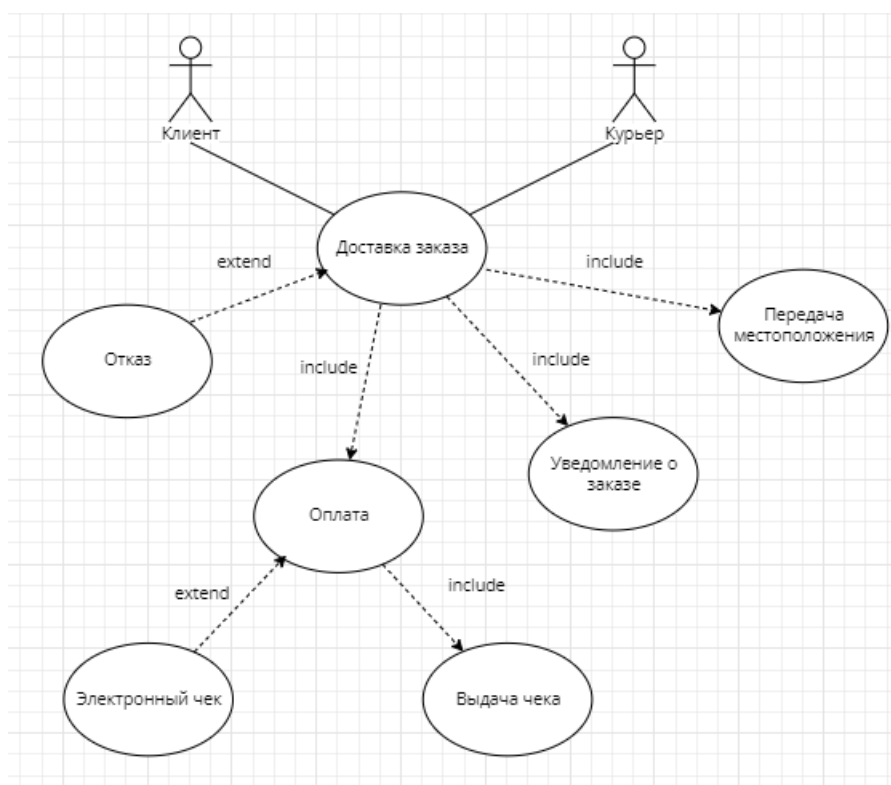 Клиент
Курьер
Доставка заказа
extend
include
Передача
местоположения
Отказ
include
include
Уведомление о
заказе
Оплата
extend
include
Электронный чек
Выдача чека